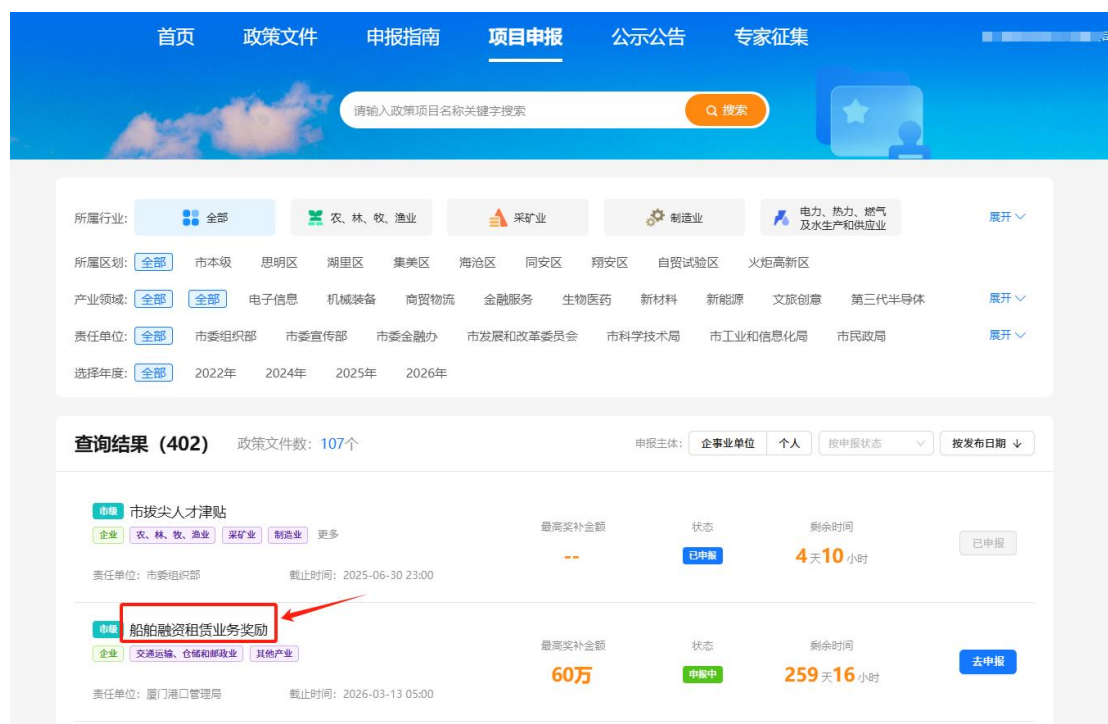 首页 政策文件 申报指南 项目申报 公示公告 专家征集
请输入政策项目名称关键字搜索 搜索
所属行业: 全部 农、林、牧、渔业 采矿业 制造业 电力、热力、燃气及水生产和供应业 展开
所属区划: 全部 市本级 思明区 湖里区 集美区 海沧区 同安区 翔安区 自贸试验区 火炬高新区
产业领域: 全部 全部 电子信息 机械装备 商贸物流 金融服务 生物医药 新材料 新能源 文旅创意 第三代半导体 展开
责任单位: 全部 市委组织部 市委宣传部 市委金融办 市发展和改革委员会 市科学技术局 市工业和信息化局 市民政局 展开
选择年度: 全部 2022年 2024年 2025年 2026年
查询结果（402） 政策文件数：107个 申报主体: 企事业单位 个人 按申报状态 按发布日期
市级 市拔尖人才津贴
企业 农、林、牧、渔业 采矿业 制造业 更多
最高奖补金额 状态 剩余时间
-- 已申报 4天10小时 已申报
责任单位：市委组织部 截止时间：2025-06-30 23:00
市级 船舶融资租赁业务奖励
企业 交通运输、仓储和邮政业 其他产业
最高奖补金额 状态 剩余时间
60万 申报中 259天16小时 去申报
责任单位：厦门港口管理局 截止时间：2026-03-13 05:00